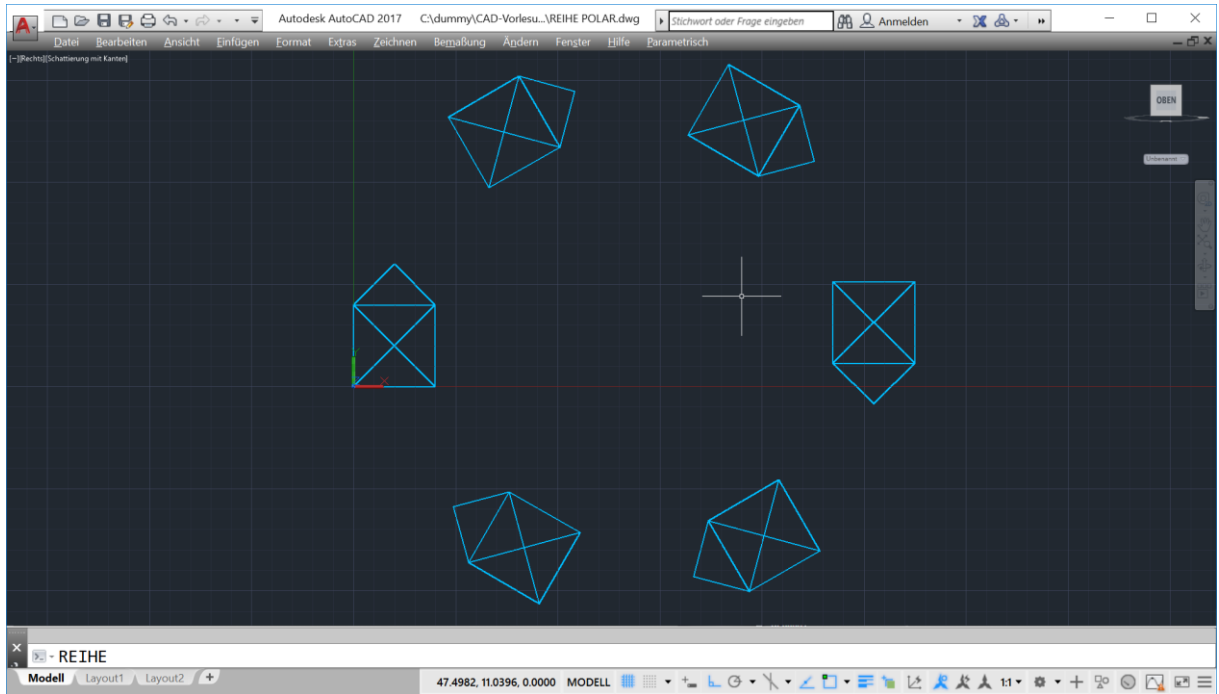 A Autodesk AutoCAD 2017 C:\dummy\CAD-Vorlesu...\REIHE POLAR.dwg Stichwort oder Frage eingeben Anmelden
Datei Bearbeiten Ansicht Einfügen Format Extras Zeichnen Bemaßung Ändern Fenster Hilfe Parametrisch
[−][Rechts][Schattierung mit Kanten]
OBEN
Unbenannt
Y
X
- REIHE
Modell Layout1 Layout2 + 47.4982, 11.0396, 0.0000 MODELL 1:1